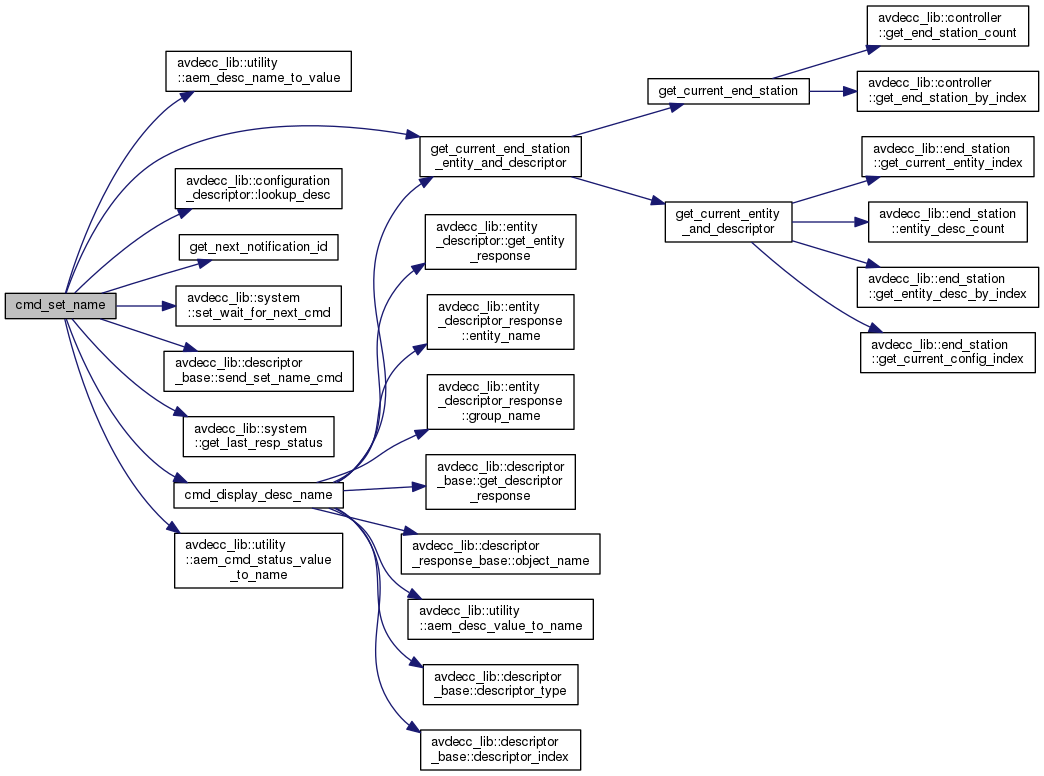 cmd_set_name
avdecc_lib::utility
::aem_desc_name_to_value
avdecc_lib::configuration
_descriptor::lookup_desc
get_next_notification_id
avdecc_lib::system
::set_wait_for_next_cmd
avdecc_lib::descriptor
_base::send_set_name_cmd
avdecc_lib::system
::get_last_resp_status
cmd_display_desc_name
avdecc_lib::utility
::aem_cmd_status_value
_to_name
get_current_end_station
_entity_and_descriptor
avdecc_lib::entity
_descriptor::get_entity
_response
avdecc_lib::entity
_descriptor_response
::entity_name
avdecc_lib::entity
_descriptor_response
::group_name
avdecc_lib::descriptor
_base::get_descriptor
_response
avdecc_lib::descriptor
_response_base::object_name
avdecc_lib::utility
::aem_desc_value_to_name
avdecc_lib::descriptor
_base::descriptor_type
avdecc_lib::descriptor
_base::descriptor_index
get_current_end_station
get_current_entity
_and_descriptor
avdecc_lib::controller
::get_end_station_count
avdecc_lib::controller
::get_end_station_by_index
avdecc_lib::end_station
::get_current_entity_index
avdecc_lib::end_station
::entity_desc_count
avdecc_lib::end_station
::get_entity_desc_by_index
avdecc_lib::end_station
::get_current_config_index